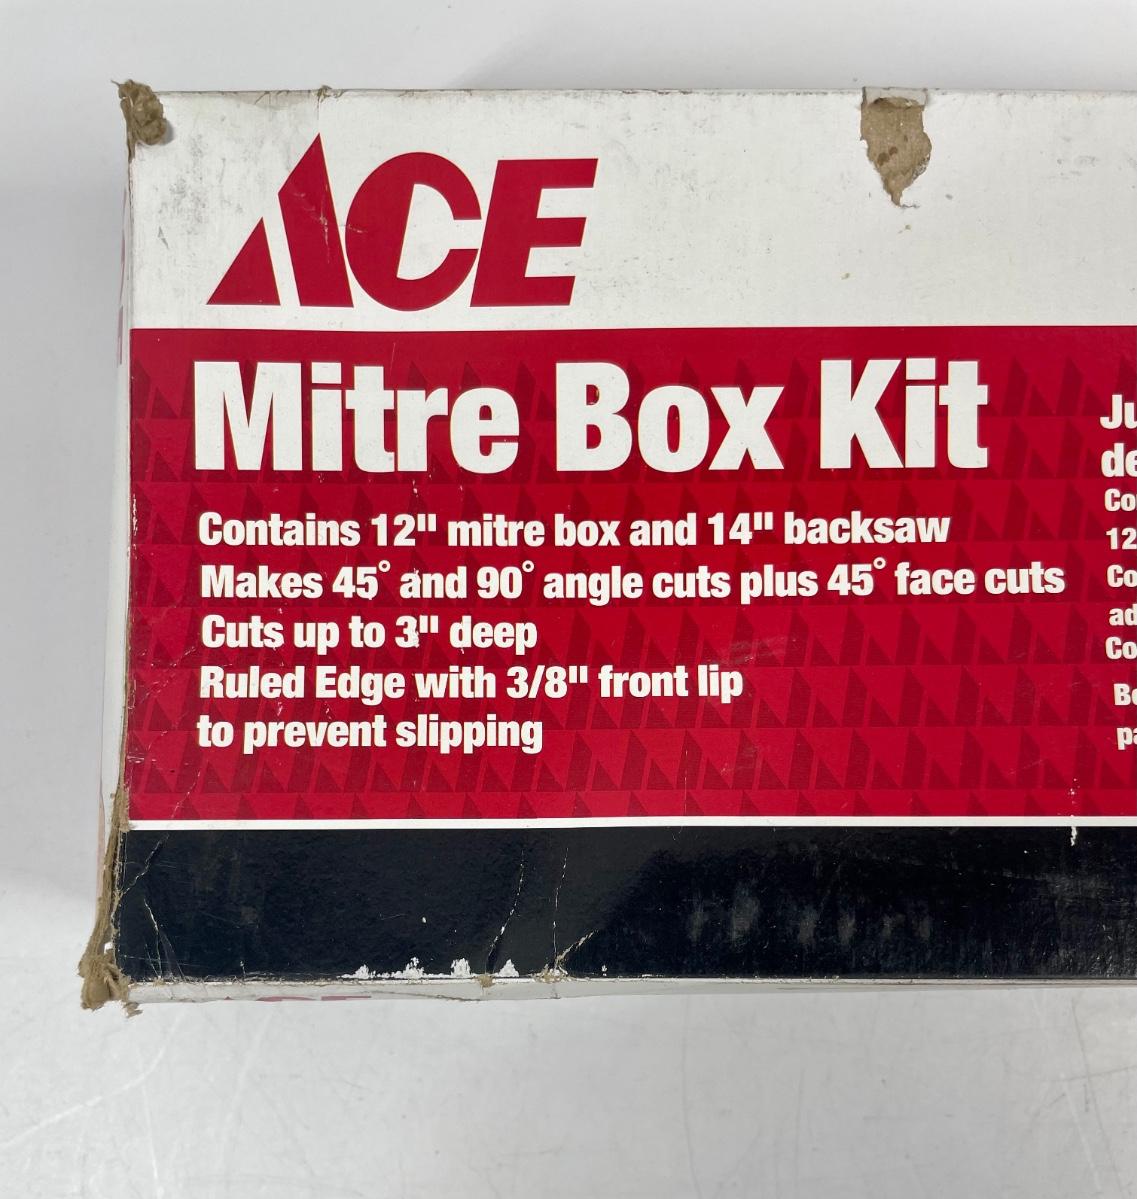 ACE
Mitre Box Kit
Contains 12" mitre box and 14" backsaw
Makes 45° and 90° angle cuts plus 45° face cuts
Cuts up to 3" deep
Ruled Edge with 3/8" front lip
to prevent slipping
12